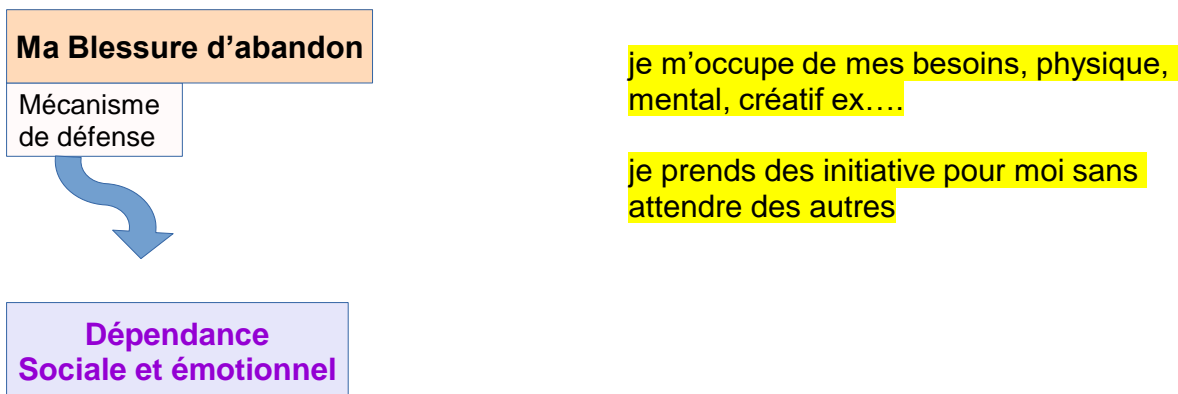 Ma Blessure d’abandon
Mécanisme
de défense
Dépendance
Sociale et émotionnel
je m’occupe de mes besoins, physique,
mental, créatif ex….
je prends des initiative pour moi sans
attendre des autres